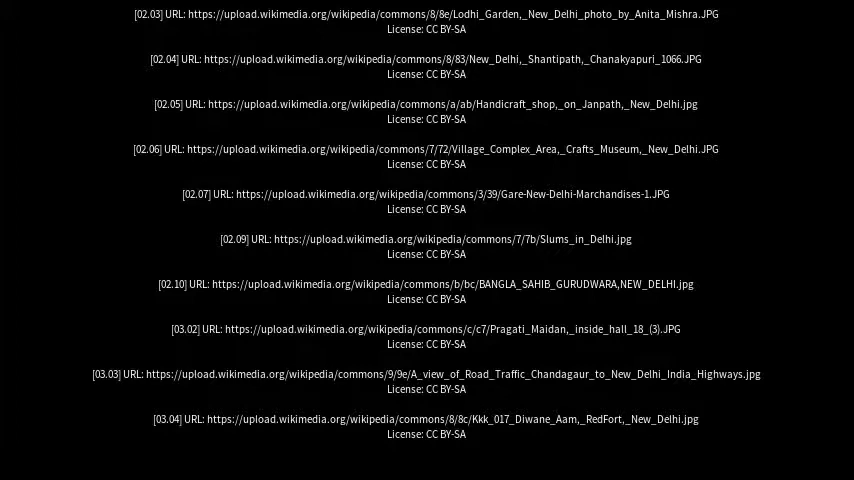 [02.03] URL: https://upload.wikimedia.org/wikipedia/commons/8/8e/Lodhi_Garden,_New_Delhi_photo_by_Anita_Mishra.JPG
License: CC BY-SA
[02.04] URL: https://upload.wikimedia.org/wikipedia/commons/8/83/New_Delhi,_Shantipath,_Chanakyapuri_1066.JPG
License: CC BY-SA
[02.05] URL: https://upload.wikimedia.org/wikipedia/commons/a/ab/Handicraft_shop,_on_Janpath,_New_Delhi.jpg
License: CC BY-SA
[02.06] URL: https://upload.wikimedia.org/wikipedia/commons/7/72/Village_Complex_Area,_Crafts_Museum,_New_Delhi.JPG
License: CC BY-SA
[02.07] URL: https://upload.wikimedia.org/wikipedia/commons/3/39/Gare-New-Delhi-Marchandises-1.JPG
License: CC BY-SA
[02.09] URL: https://upload.wikimedia.org/wikipedia/commons/7/7b/Slums_in_Delhi.jpg
License: CC BY-SA
[02.10] URL: https://upload.wikimedia.org/wikipedia/commons/b/bc/BANGLA_SAHIB_GURUDWARA,NEW_DELHI.jpg
License: CC BY-SA
[03.02] URL: https://upload.wikimedia.org/wikipedia/commons/c/c7/Pragati_Maidan,_inside_hall_18_(3).JPG
License: CC BY-SA
[03.03] URL: https://upload.wikimedia.org/wikipedia/commons/9/9e/A_view_of_Road_Traffic_Chandagaur_to_New_Delhi_India_Highways.jpg
License: CC BY-SA
[03.04] URL: https://upload.wikimedia.org/wikipedia/commons/8/8c/Kkk_017_Diwane_Aam,_RedFort,_New_Delhi.jpg
License: CC BY-SA